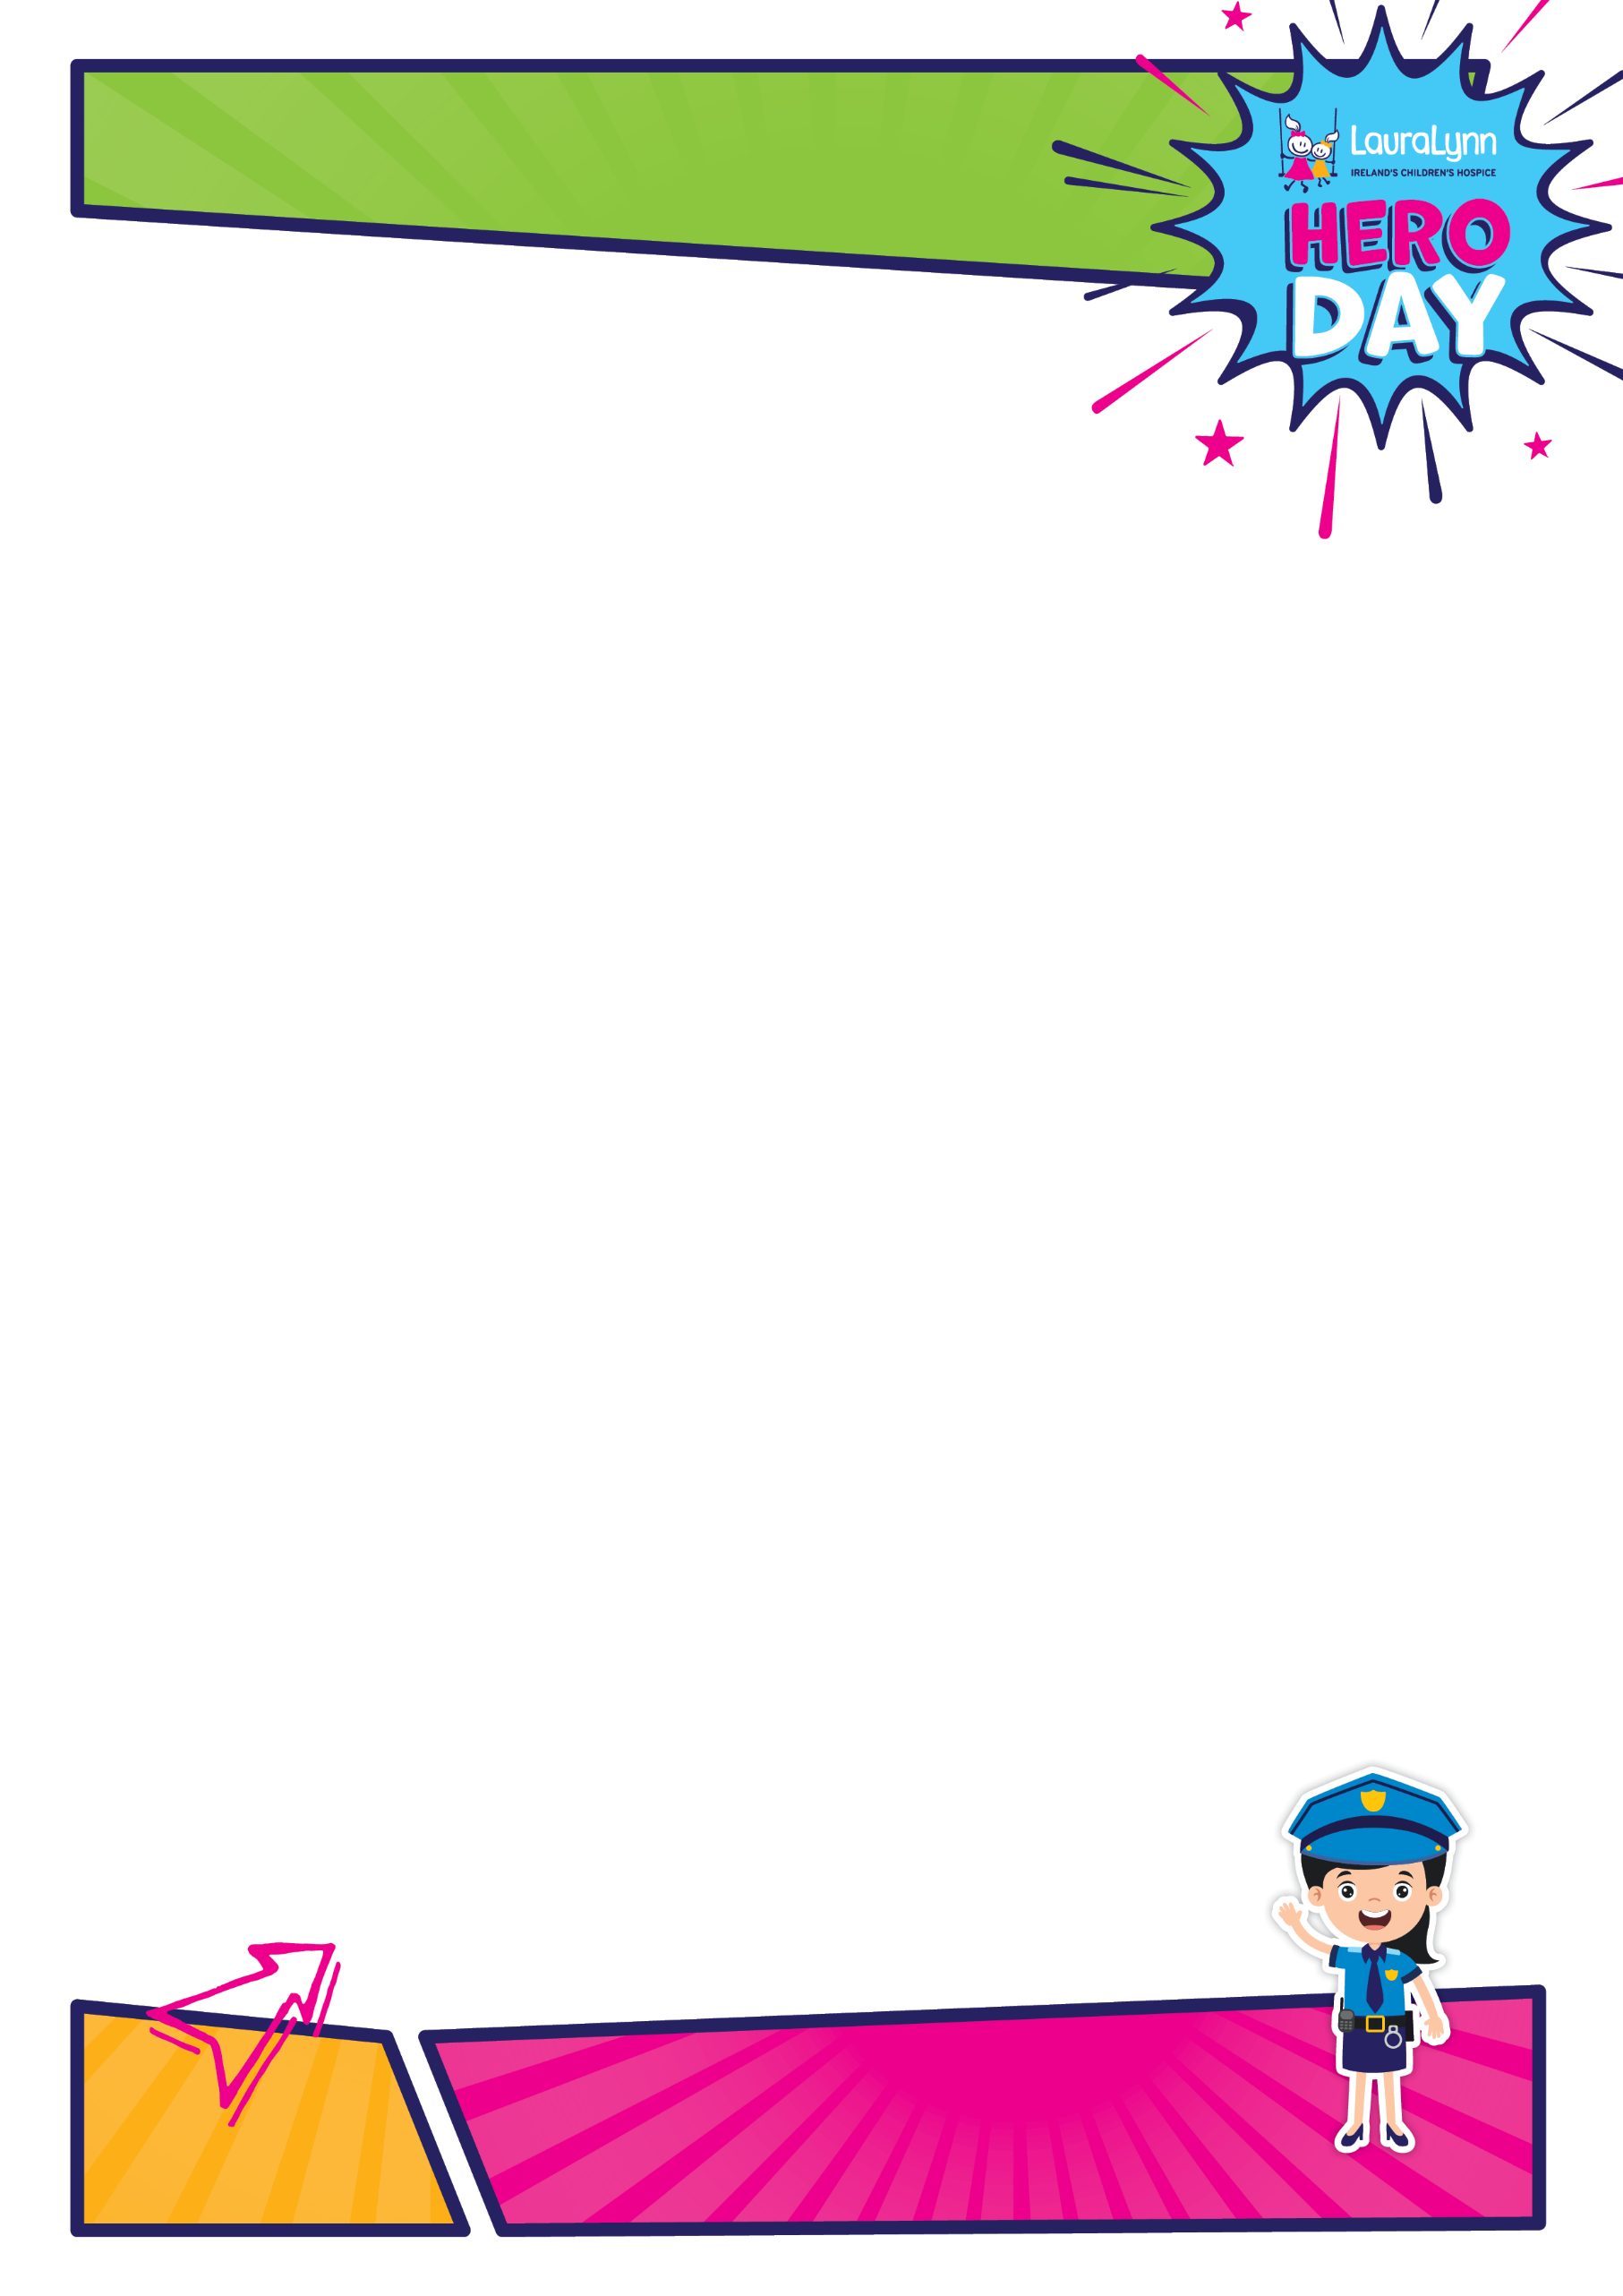 LauraLynn
IRELAND'S CHILDREN'S HOSPICE
HERO
DAY